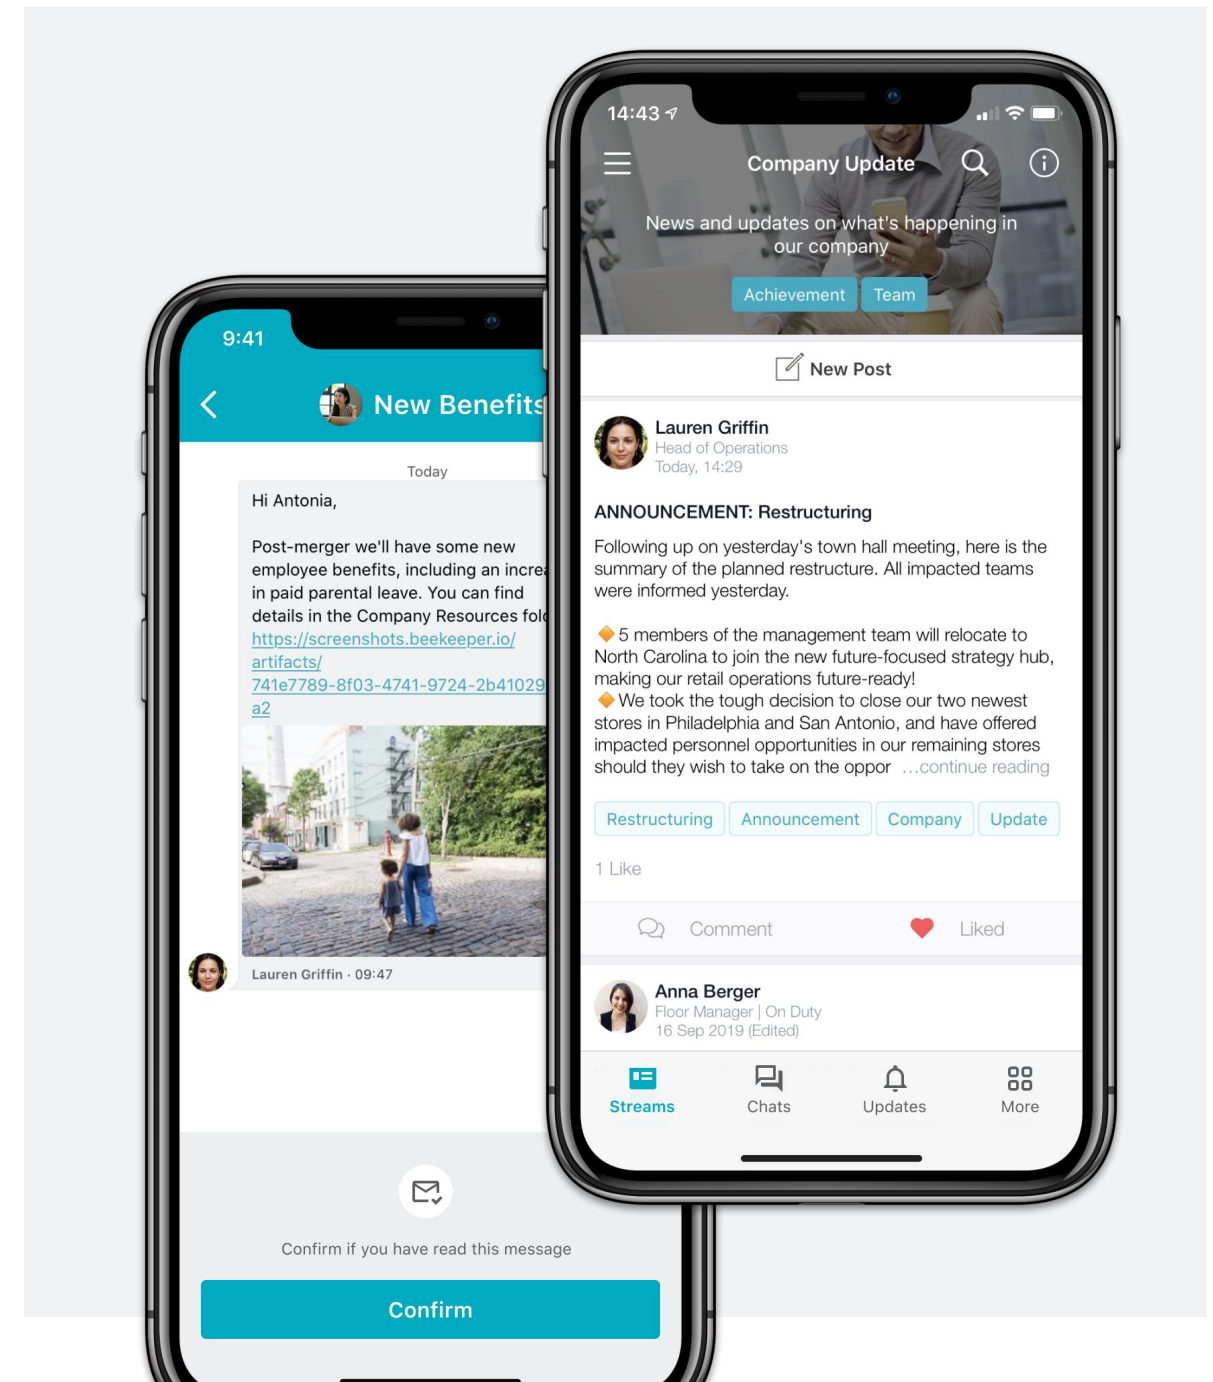 9:41
New Benefits
Today
Hi Antonia,
Post-merger we'll have some new
employee benefits, including an
in paid parental leave. You can find
details in the Company Resources
https://screenshots.beekeeper.io/
artifacts/
741e7789-8f03-4741-9724-2b41029
a2
Lauren Griffin · 09:47
Confirm if you have read this message
Confirm
14:43
Company Update
News and updates on what's happening in
our company
Achievement Team
New Post
Lauren Griffin
Head of Operations
Today, 14:29
ANNOUNCEMENT: Restructuring
Following up on yesterday's town hall meeting, here is the
summary of the planned restructure. All impacted teams
were informed yesterday.
🔶5 members of the management team will relocate to
North Carolina to join the new future-focused strategy hub,
making our retail operations future-ready!
🔶We took the tough decision to close our two newest
stores in Philadelphia and San Antonio, and have offered
impacted personnel opportunities in our remaining stores
should they wish to take on the oppor ...continue reading
Restructuring Announcement Company Update
1 Like
Comment Liked
Anna Berger
Floor Manager | On Duty
16 Sep 2019 (Edited)
Streams Chats Updates More